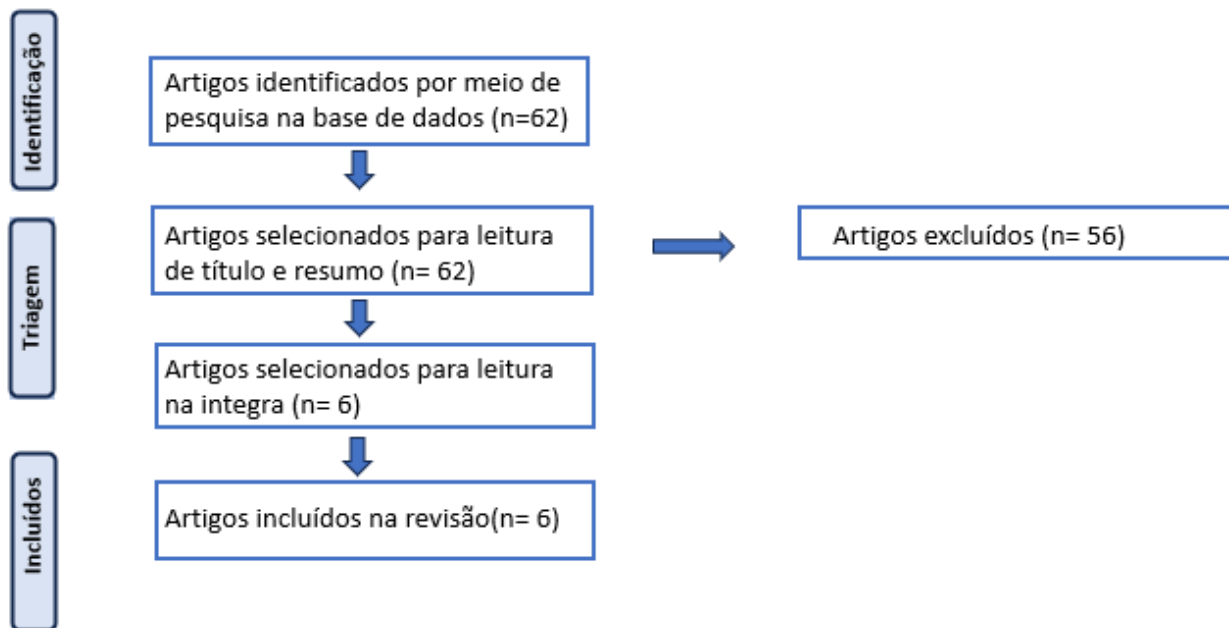 Identificação
Artigos identificados por meio de
pesquisa na base de dados (n=62)
Triagem
Artigos selecionados para leitura
de título e resumo (n= 62)
Artigos excluídos (n= 56)
Artigos selecionados para leitura
na integra (n= 6)
Incluídos
Artigos incluídos na revisão(n= 6)